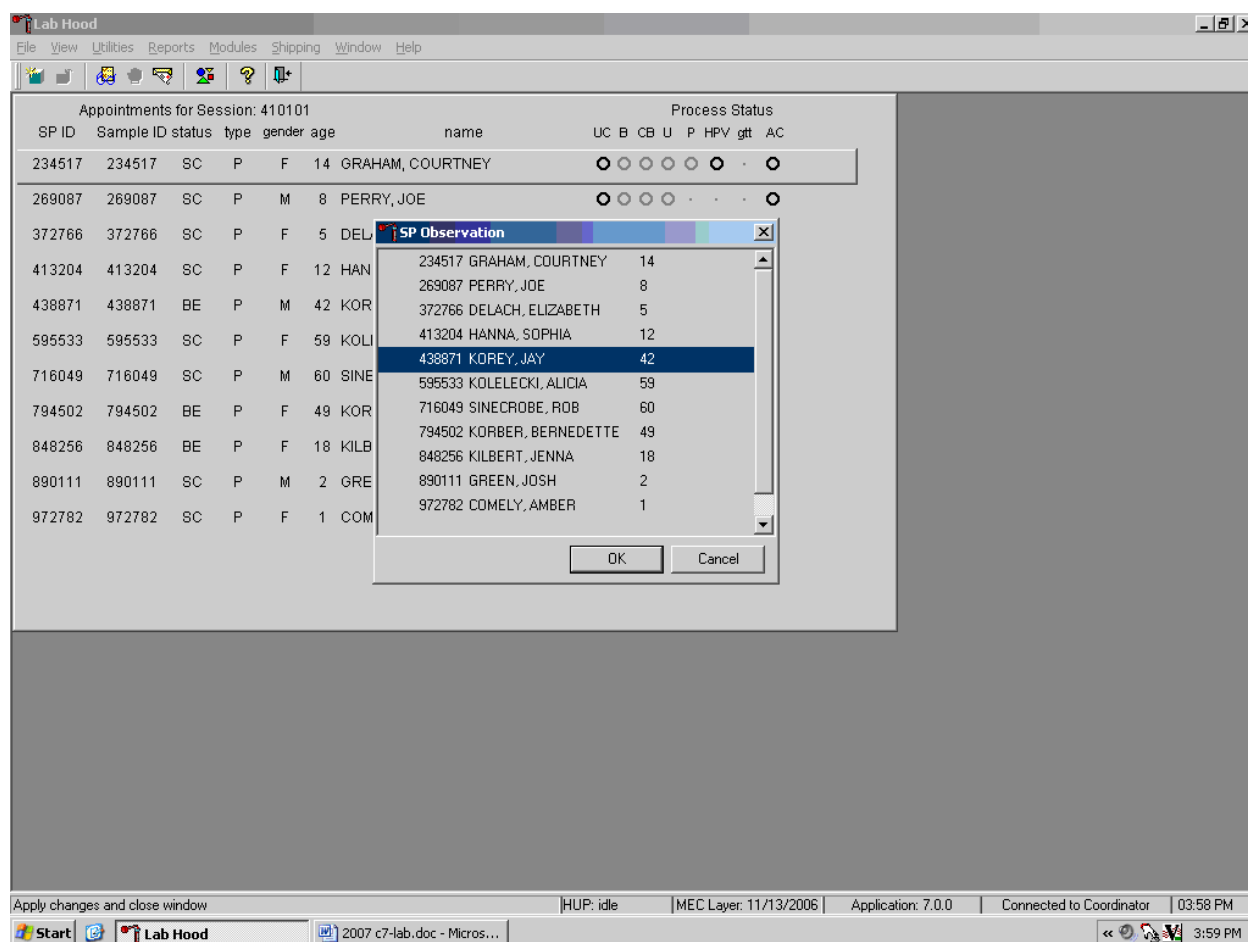 Lab Hood
File View Utilities Reports Modules Shipping Window Help
Appointments for Session: 410101 Process Status
SP ID Sample ID status type gender age name UC B CB U P HPV gtt AC
234517 234517 SC P F 14 GRAHAM, COURTNEY
269087 269087 SC P M 8 PERRY, JOE
372766 372766 SC P F 5 DEL
413204 413204 SC P F 12 HAN
438871 438871 BE P M 42 KOR
595533 595533 SC P F 59 KOL
716049 716049 SC P M 60 SINE
794502 794502 BE P F 49 KOR
848256 848256 BE P F 18 KILB
890111 890111 SC P M 2 GRE
972782 972782 SC P F 1 COM
SP Observation
234517 GRAHAM, COURTNEY 14
269087 PERRY, JOE 8
372766 DELACH, ELIZABETH 5
413204 HANNA, SOPHIA 12
438871 KOREY, JAY 42
595533 KOLELECKI, ALICIA 59
716049 SINECROBE, ROB 60
794502 KORBER, BERNEDETTE 49
848256 KILBERT, JENNA 18
890111 GREEN, JOSH 2
972782 COMELY, AMBER 1
OK Cancel
Apply changes and close window HUP: idle MEC Layer: 11/13/2006 Application: 7.0.0 Connected to Coordinator 03:58 PM
Start Lab Hood 2007 c7-lab.doc - Micros... « 3:59 PM